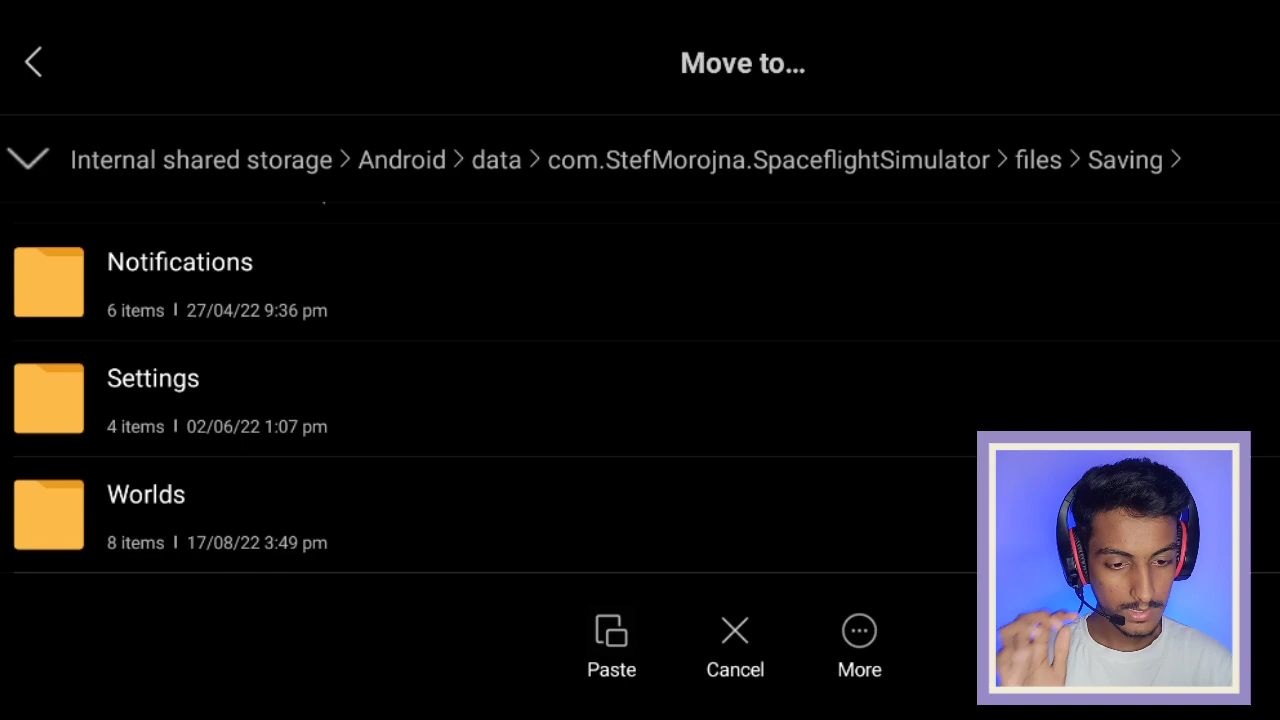 Move to...
Internal shared storage > Android > data > com.StefMorojna.SpaceflightSimulator > files > Saving >
Notifications
6 items | 27/04/22 9:36 pm
Settings
4 items | 02/06/22 1:07 pm
Worlds
8 items | 17/08/22 3:49 pm
Paste
Cancel
More